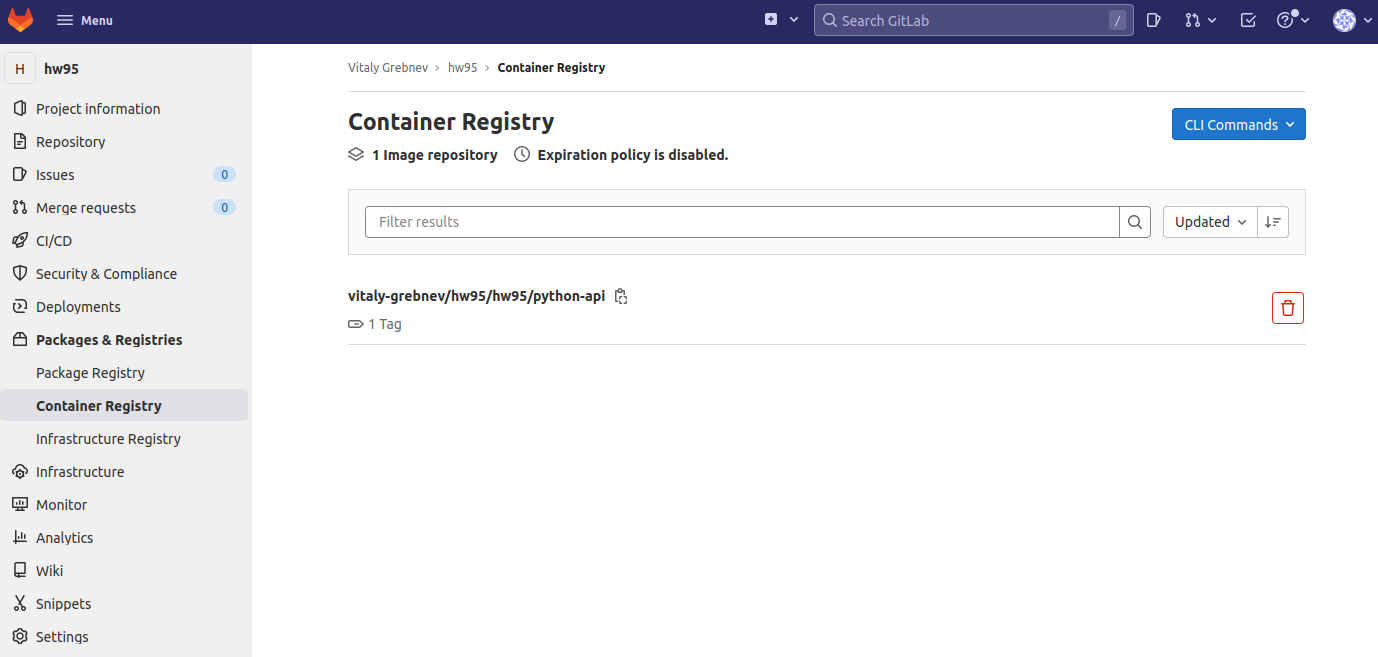 Menu
Search GitLab
/
H
hw95
Project information
Repository
Issues
0
Merge requests
0
CI/CD
Security & Compliance
Deployments
Packages & Registries
Package Registry
Container Registry
Infrastructure Registry
Infrastructure
Monitor
Analytics
Wiki
Snippets
Settings
Vitaly Grebnev › hw95 › Container Registry
Container Registry
CLI Commands
1 Image repository
Expiration policy is disabled.
Filter results
Updated
vitaly-grebnev/hw95/hw95/python-api
1 Tag